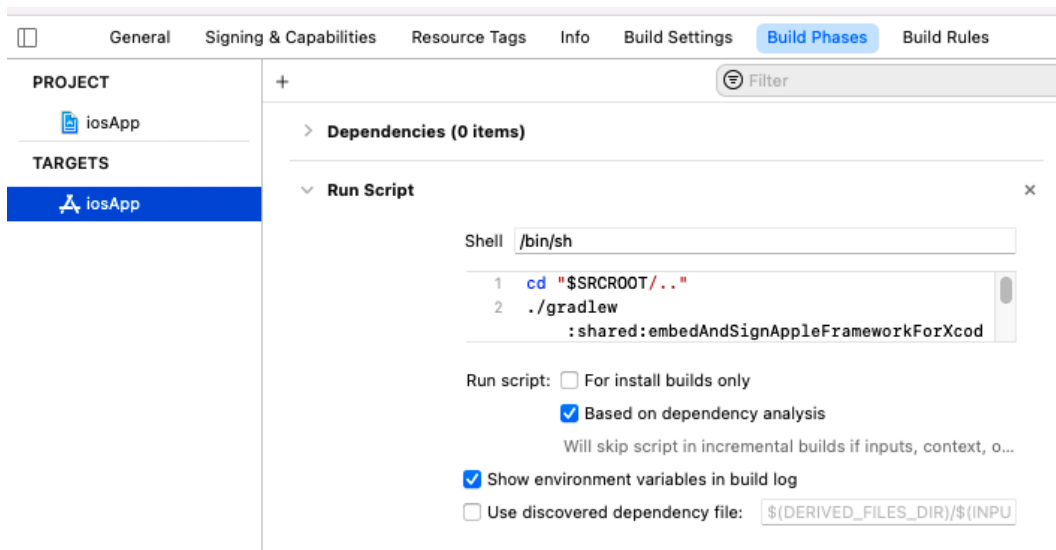 General Signing & Capabilities Resource Tags Info Build Settings Build Phases Build Rules
PROJECT
iosApp
TARGETS
iosApp
+
Filter
Dependencies (0 items)
Run Script
Shell /bin/sh
1 cd "$SRCROOT/.."
2 ./gradlew
:shared:embedAndSignAppleFrameworkForXcod
Run script: For install builds only
Based on dependency analysis
Will skip script in incremental builds if inputs, context, o...
Show environment variables in build log
Use discovered dependency file: $(DERIVED_FILES_DIR)/$(INPU